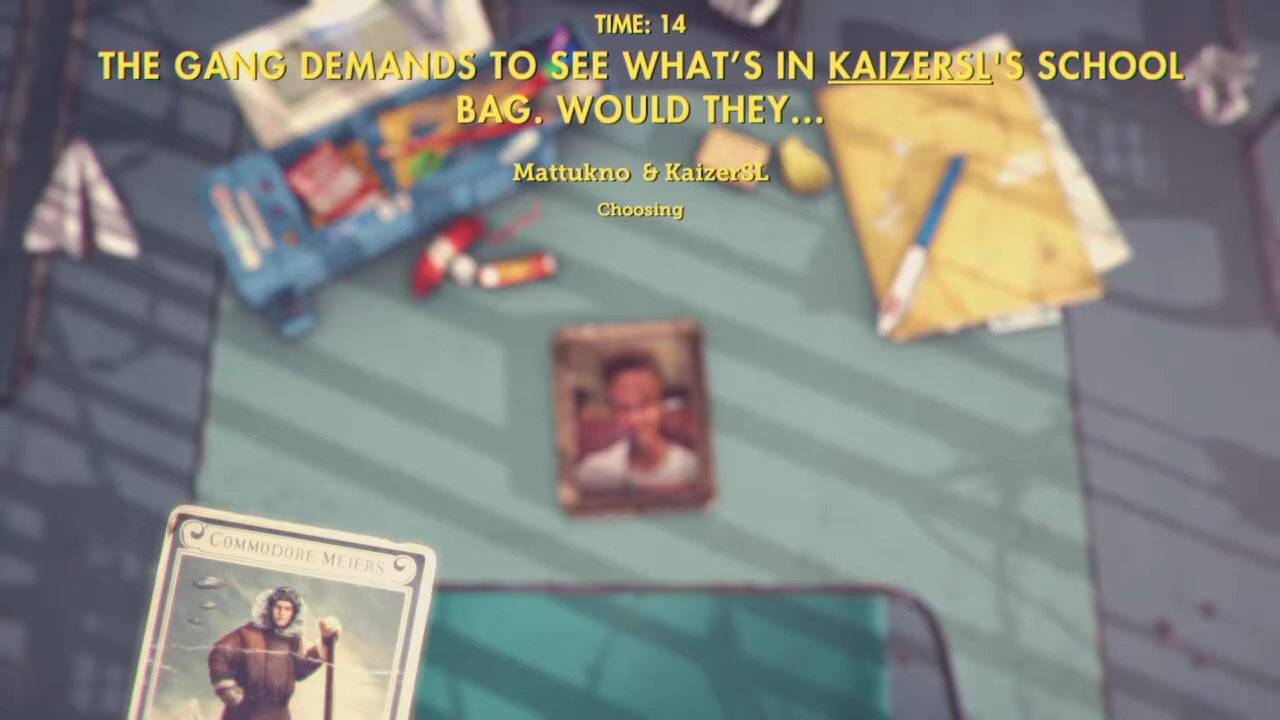 TIME: 14
THE GANG DEMANDS TO SEE WHAT'S IN KAIZERSL'S SCHOOL
BAG. WOULD THEY...
Mattukno & KaizerSL
Choosing
COMMODORE MEIERS